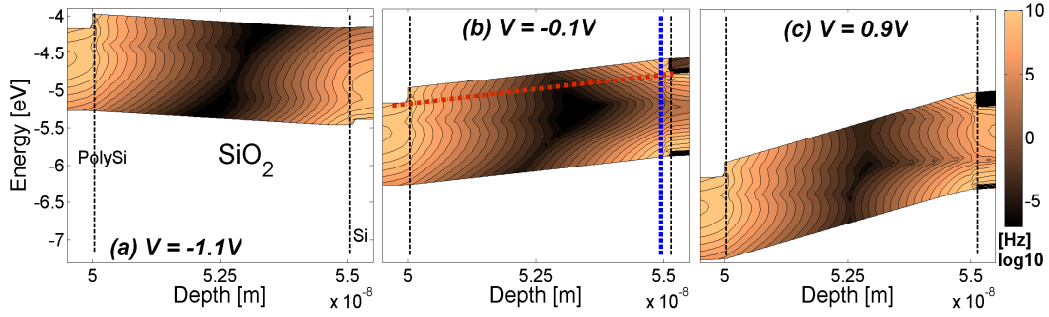 -4
-4.5
-5
-5.5
-6
-6.5
-7
Energy [eV]
PolySi
SiO2
Si
(a) V = -1.1V
5
5.25
5.5
Depth [m]
x 10-8
(b) V = -0.1V
5
5.25
5.5
Depth [m]
x 10-8
(c) V = 0.9V
5
5.25
5.5
Depth [m]
x 10-8
10
5
0
-5
[Hz]
log10